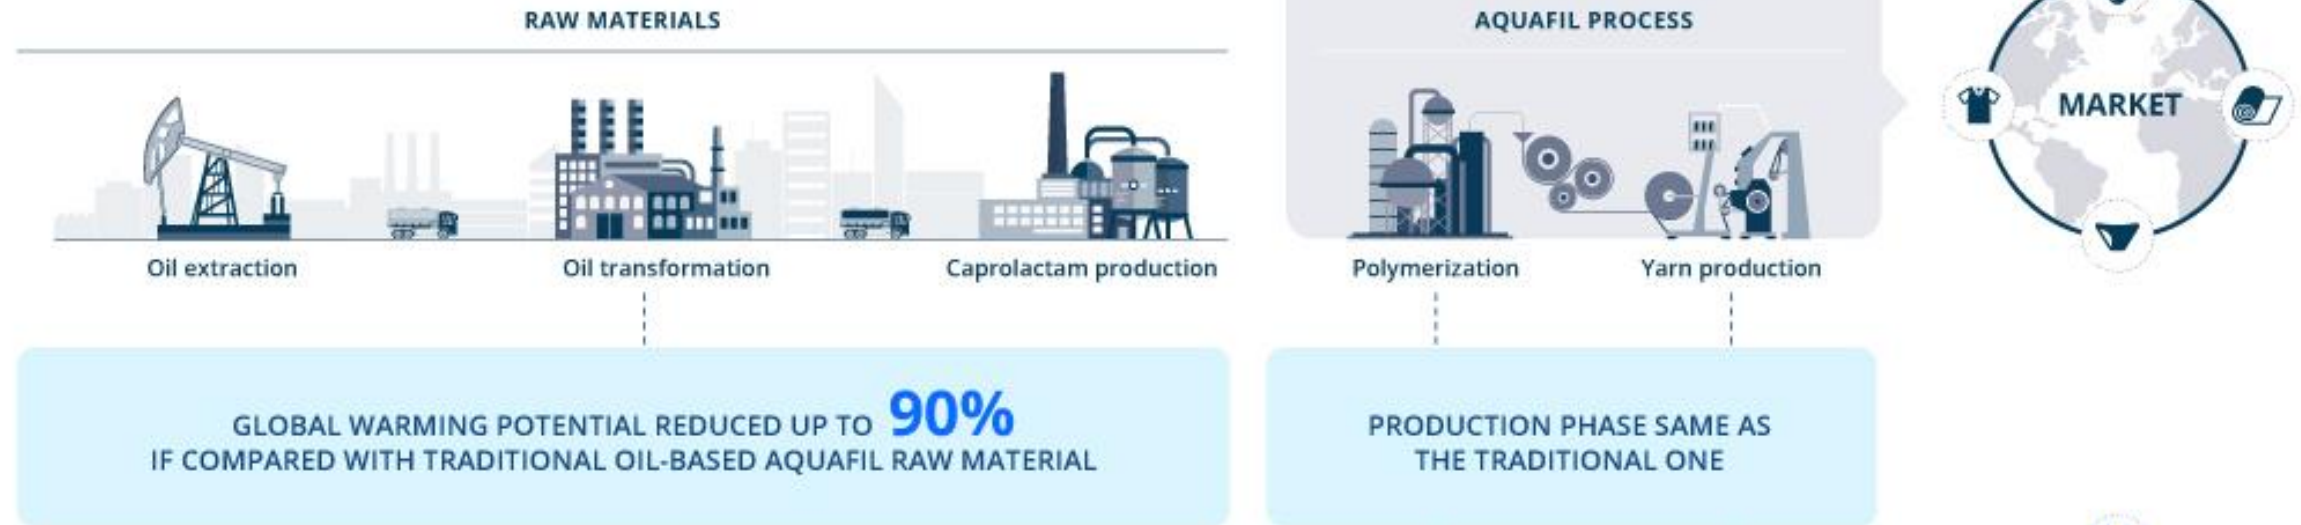 RAW MATERIALS
AQUAFIL PROCESS
MARKET
Oil extraction
Oil transformation
Caprolactam production
Polymerization
Yarn production
GLOBAL WARMING POTENTIAL REDUCED UP TO 90%
IF COMPARED WITH TRADITIONAL OIL-BASED AQUAFIL RAW MATERIAL
PRODUCTION PHASE SAME AS
THE TRADITIONAL ONE